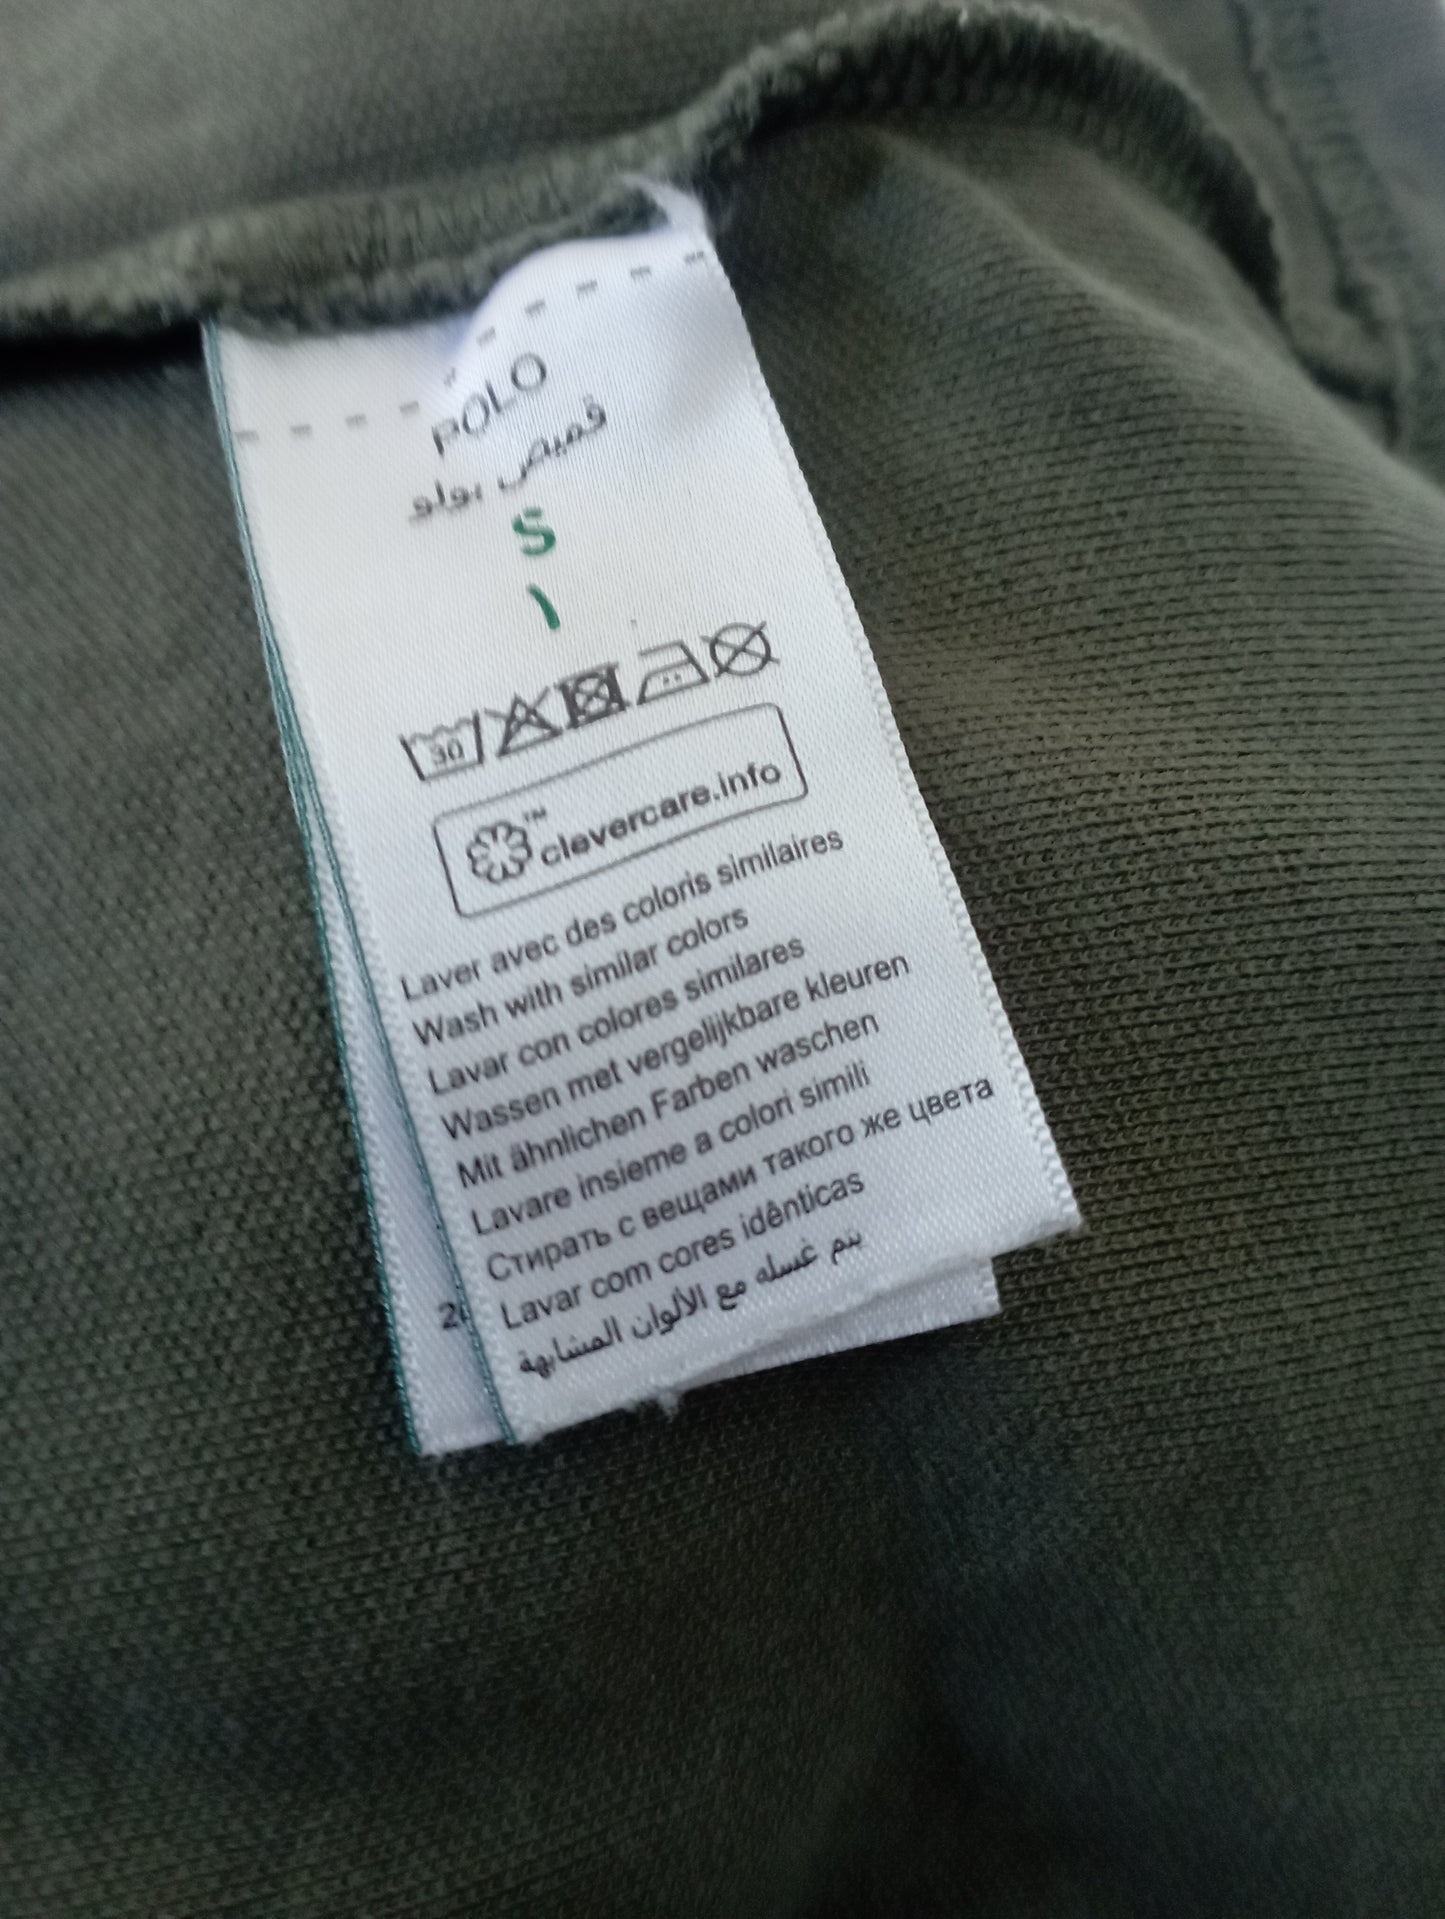 POLO
قميص بولو
S
١
30
™ clevercare.info
Laver avec des coloris similaires
Wash with similar colors
Lavar con colores similares
Wassen met vergelijkbare kleuren
Mit ähnlichen Farben waschen
Lavare insieme a colori simili
Стирать с вещами такого же цвета
Lavar com cores idênticas
يتم غسله مع الألوان المشابهة